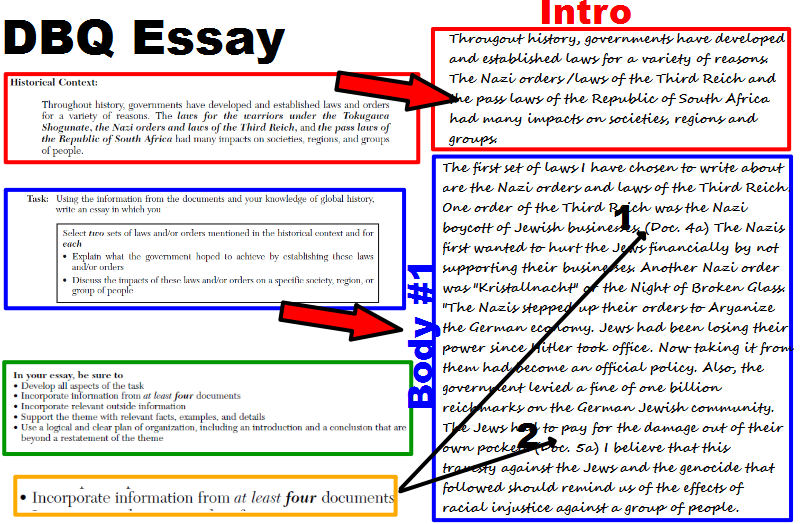 DBQ Essay
Historical Context:
Throughout history, governments have developed and established laws and orders
for a variety of reasons. The laws for the warriors under the Tokugawa
Shogunate, the Nazi orders and laws of the Third Reich, and the pass laws of
the Republic of South Africa had many impacts on societies, regions, and groups
of people.
Task: Using the information from the documents and your knowledge of global history,
write an essay in which you
Select two sets of laws and/or orders mentioned in the historical context and for
each
• Explain what the government hoped to achieve by establishing these laws
and/or orders
• Discuss the impacts of these laws and/or orders on a specific society, region, or
group of people
In your essay, be sure to
• Develop all aspects of the task
• Incorporate information from at least four documents
• Incorporate relevant outside information
• Support the theme with relevant facts, examples, and details
• Use a logical and clear plan of organization, including an introduction and a conclusion that are
beyond a restatement of the theme
• Incorporate information from at least four documents
Intro
Througout history, governments have developed
and established laws for a variety of reasons.
The Nazi orders/laws of the Third Reich and
the pass laws of the Republic of South Africa
had many impacts on societies, regions and
groups.
Body #1
The first set of laws I have chosen to write about
are the Nazi orders and laws of the Third Reich.
One order of the Third Reich was the Nazi
boycott of Jewish businesses. (Doc. 4a) The Nazis
first wanted to hurt the Jews financially by not
supporting their businesses. Another Nazi order
was "Kristallnacht" or the Night of Broken Glass.
"The Nazis stepped up their orders to Aryanize
the German economy. Jews had been losing their
power since Hitler took office. Now taking it from
them had become an official policy. Also, the
government levied a fine of one billion
reichmarks on the German Jewish community.
The Jews had to pay for the damage out of their
own pockets (Doc. 5a) I believe that this
travesty against the Jews and the genocide that
followed should remind us of the effects of
racial injustice against a group of people.
1
2